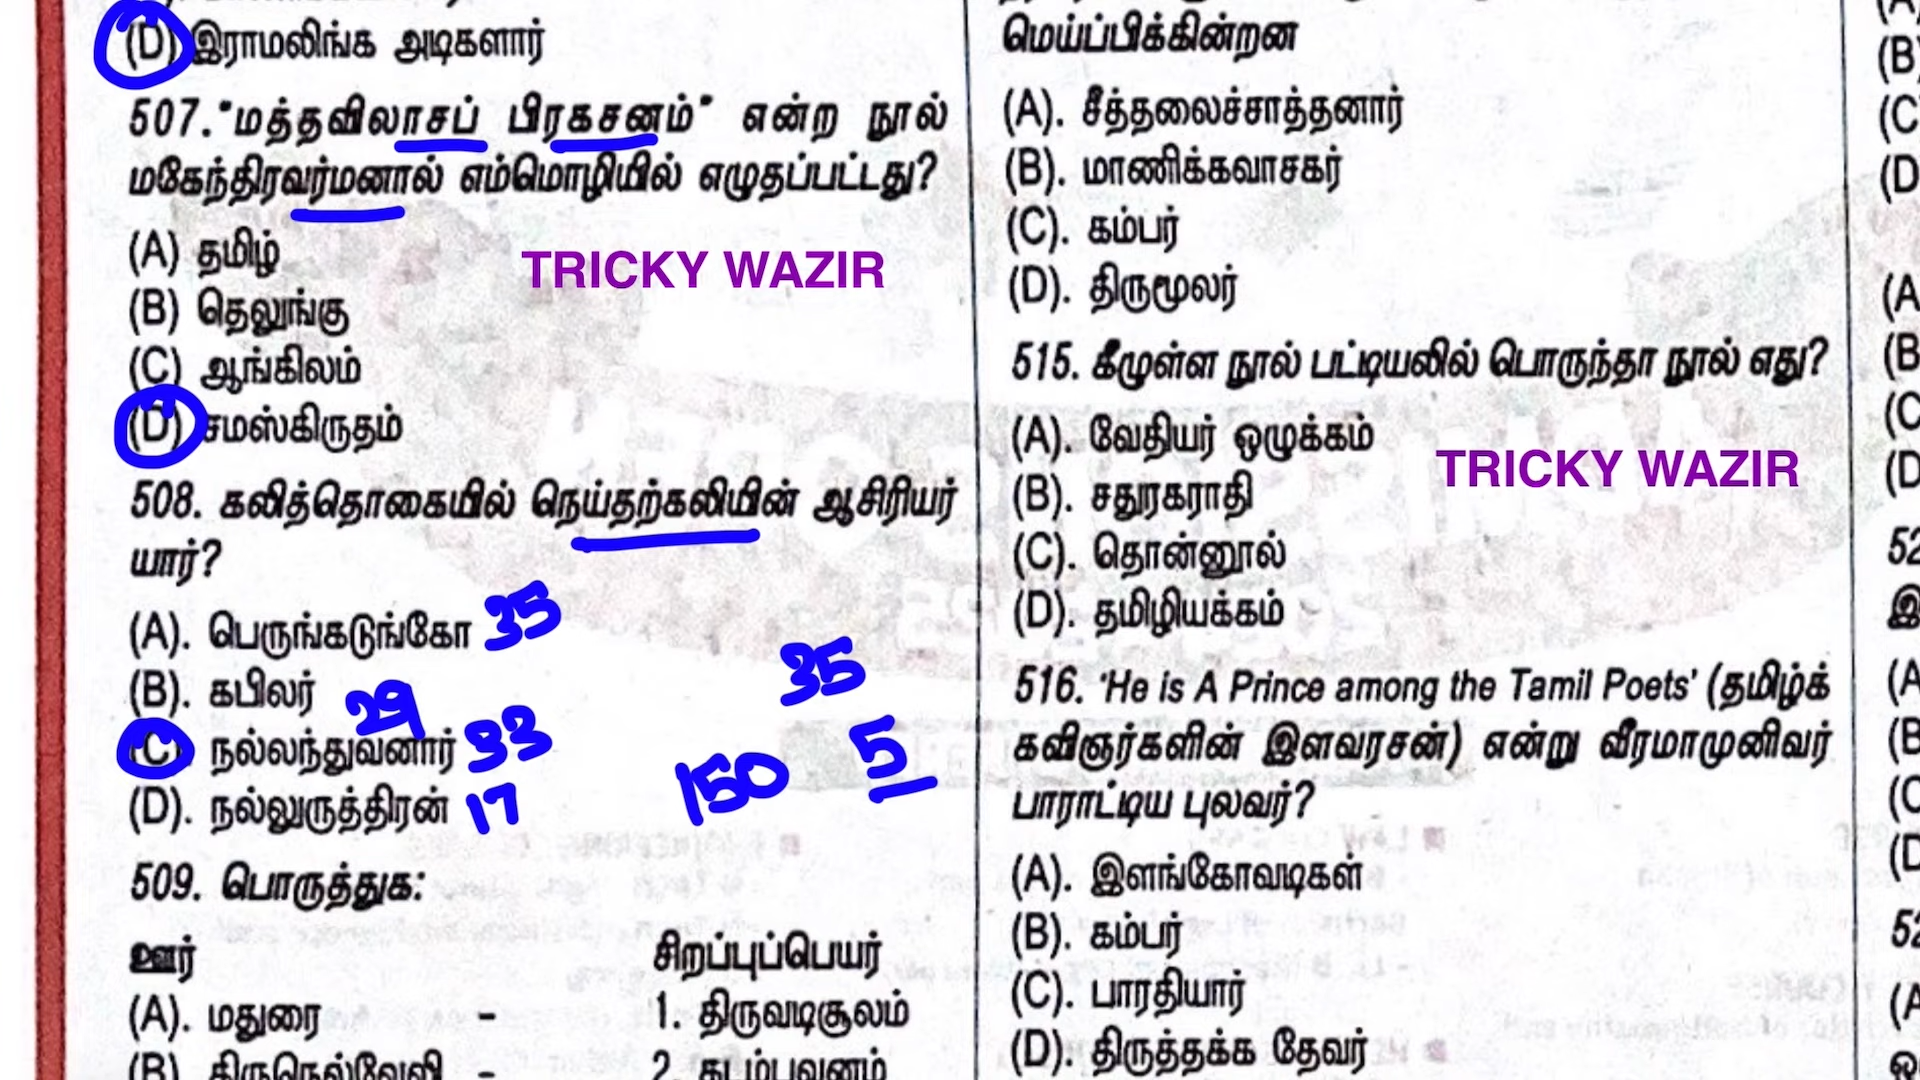 (D) இராமலிங்க அடிகளார்
507."மத்தவிலாசப் பிரகசனம்" என்ற நூல்
மகேந்திரவர்மனால் எம்மொழியில் எழுதப்பட்டது?
(A) தமிழ்
(B) தெலுங்கு
(C) ஆங்கிலம்
(D) சமஸ்கிருதம்
TRICKY WAZIR
508. கலித்தொகையில் நெய்தற்கலியின் ஆசிரியர்
யார்?
(A). பெருங்கடுங்கோ 35
(B). கபிலர் 29
(C) நல்லந்துவனார் 33
(D). நல்லுருத்திரன் 17
35
150 5
509. பொருத்துக:
ஊர் சிறப்புப்பெயர்
(A). மதுரை - 1. திருவடிசூலம்
(B). திருநெல்வேலி - 2. கடம்பவனம்
மெய்ப்பிக்கின்றன
(A). சீத்தலைச்சாத்தனார்
(B). மாணிக்கவாசகர்
(C). கம்பர்
(D). திருமூலர்
515. கீழுள்ள நூல் பட்டியலில் பொருந்தா நூல் எது?
(A). வேதியர் ஒழுக்கம்
(B). சதுரகராதி
(C). தொன்னூல்
(D). தமிழியக்கம்
TRICKY WAZIR
516. 'He is A Prince among the Tamil Poets' (தமிழ்க்
கவிஞர்களின் இளவரசன்) என்று வீரமாமுனிவர்
பாராட்டிய புலவர்?
(A). இளங்கோவடிகள்
(B). கம்பர்
(C). பாரதியார்
(D). திருத்தக்க தேவர்